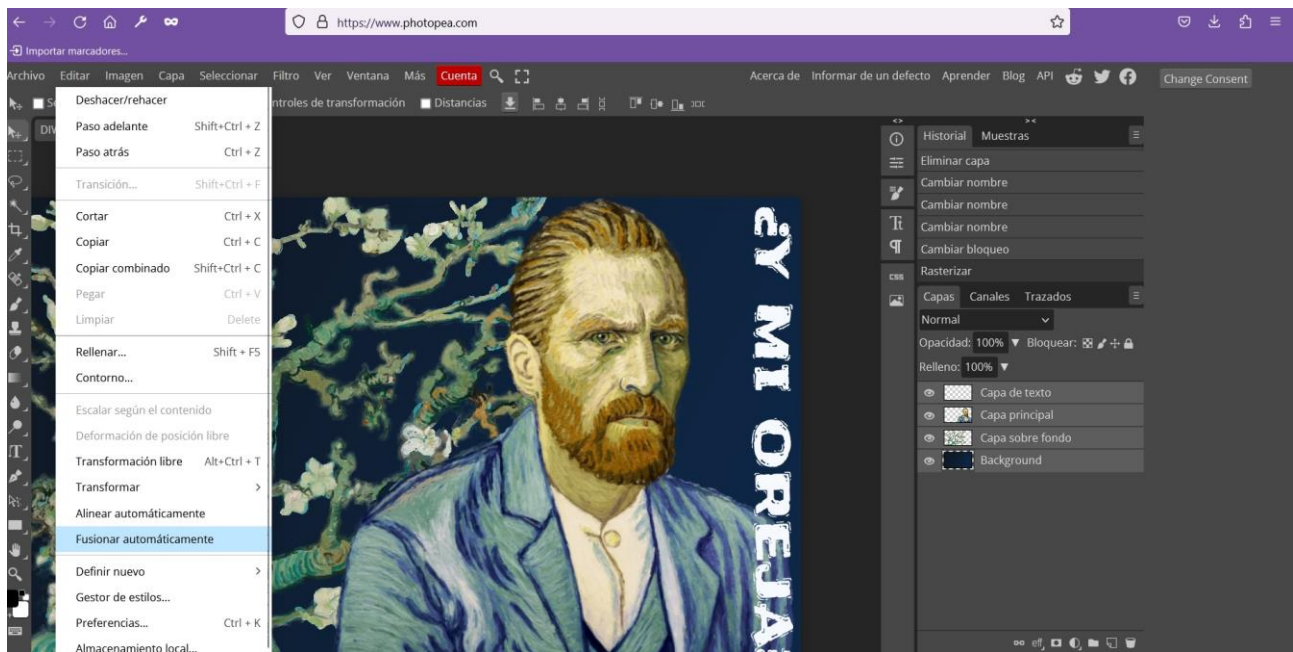 https://www.photopea.com
Importar marcadores...
Archivo Editar Imagen Capa Seleccionar Filtro Ver Ventana Más Cuenta Acerca de Informar de un defecto Aprender Blog API Change Consent
ntroles de transformación Distancias
Deshacer/rehacer
Paso adelante Shift+Ctrl + Z
Paso atrás Ctrl + Z
Transición... Shift+Ctrl + F
Cortar Ctrl + X
Copiar Ctrl + C
Copiar combinado Shift+Ctrl + C
Pegar Ctrl + V
Limpiar Delete
Rellenar... Shift + F5
Contorno...
Escalar según el contenido
Deformación de posición libre
Transformación libre Alt+Ctrl + T
Transformar
Alinear automáticamente
Fusionar automáticamente
Definir nuevo
Gestor de estilos...
Preferencias... Ctrl + K
Almacenamiento local...
¿Y MI OREJA
Historial Muestras
Eliminar capa
Cambiar nombre
Cambiar nombre
Cambiar nombre
Cambiar bloqueo
Rasterizar
CSS
Capas Canales Trazados
Normal
Opacidad: 100% Bloquear:
Relleno: 100%
Capa de texto
Capa principal
Capa sobre fondo
Background
eff